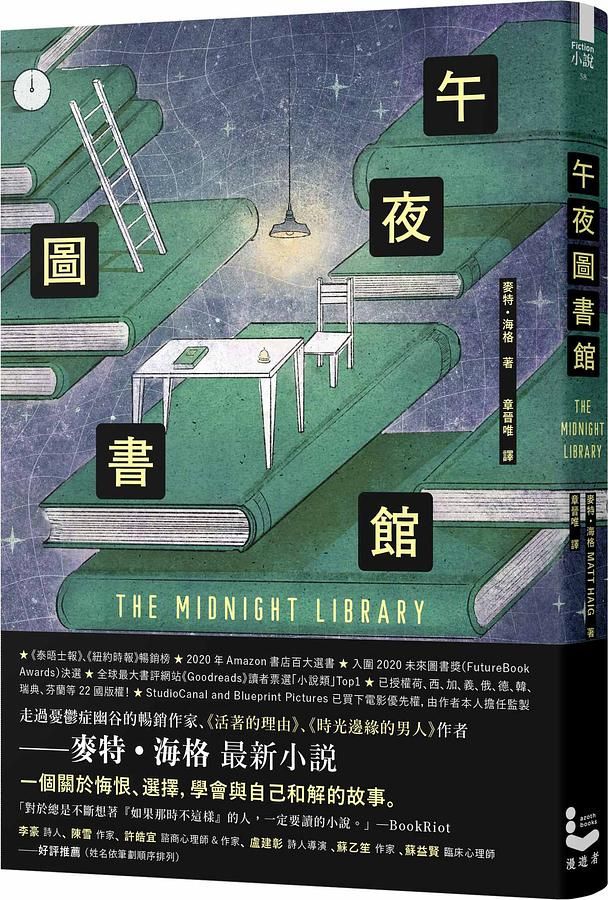 午
夜
圖
書
館
麥特・海格 著 章晉唯 譯
THE MIDNIGHT LIBRARY
★《泰晤士報》、《紐約時報》暢銷榜 ★ 2020 年 Amazon 書店百大選書 ★ 入圍 2020 未來圖書獎(FutureBook
Awards)決選 ★ 全球最大書評網站《Goodreads》讀者票選「小說類」Top1 ★ 已授權荷、西、加、義、俄、德、韓、
瑞典、芬蘭等 22 國版權! ★ StudioCanal and Blueprint Pictures 已買下電影優先權, 由作者本人擔任監製
走過憂鬱症幽谷的暢銷作家、《活著的理由》、《時光邊緣的男人》作者
——麥特・海格 最新小說
一個關於悔恨、選擇, 學會與自己和解的故事。
「對於總是不斷想著『如果那時不這樣』的人,一定要讀的小說。」—BookRiot
李豪 詩人、陳雪 作家、許皓宜 諮商心理師 & 作家、盧建彰 詩人導演、蘇乙笙 作家、蘇益賢 臨床心理師
——好評推薦 (姓名依筆劃順序排列)
Fiction
小說
58
午夜圖書館
THE
MIDNIGHT
LIBRARY
麥特・海格 MATT HAIG 著
章晉唯 譯
azoth
books
漫遊者